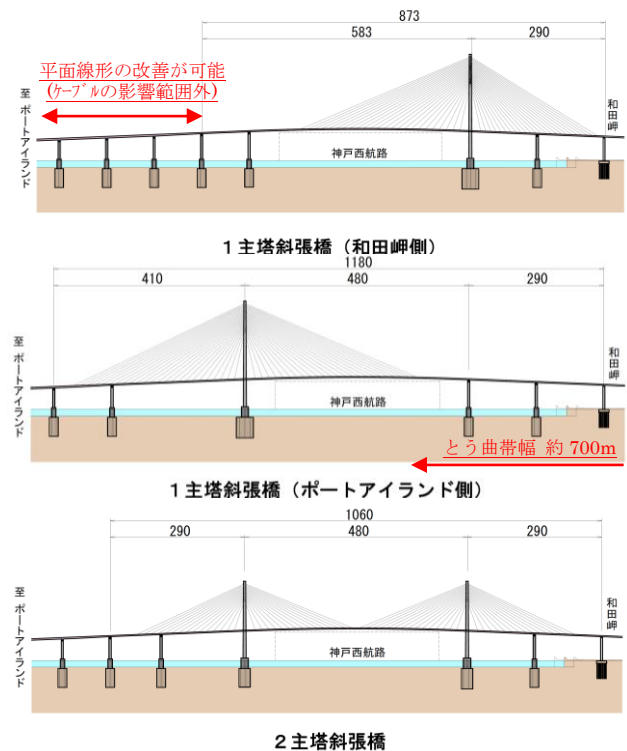 873
583
290
平面線形の改善が可能
(ｹｰﾌﾞﾙの影響範囲外)
至 ポートアイランド
和田岬
神戸西航路
1主塔斜張橋（和田岬側）
1180
410
480
290
至 ポートアイランド
和田岬
神戸西航路
とう曲帯幅 約700m
1主塔斜張橋（ポートアイランド側）
1060
290
480
290
至 ポートアイランド
和田岬
神戸西航路
2主塔斜張橋